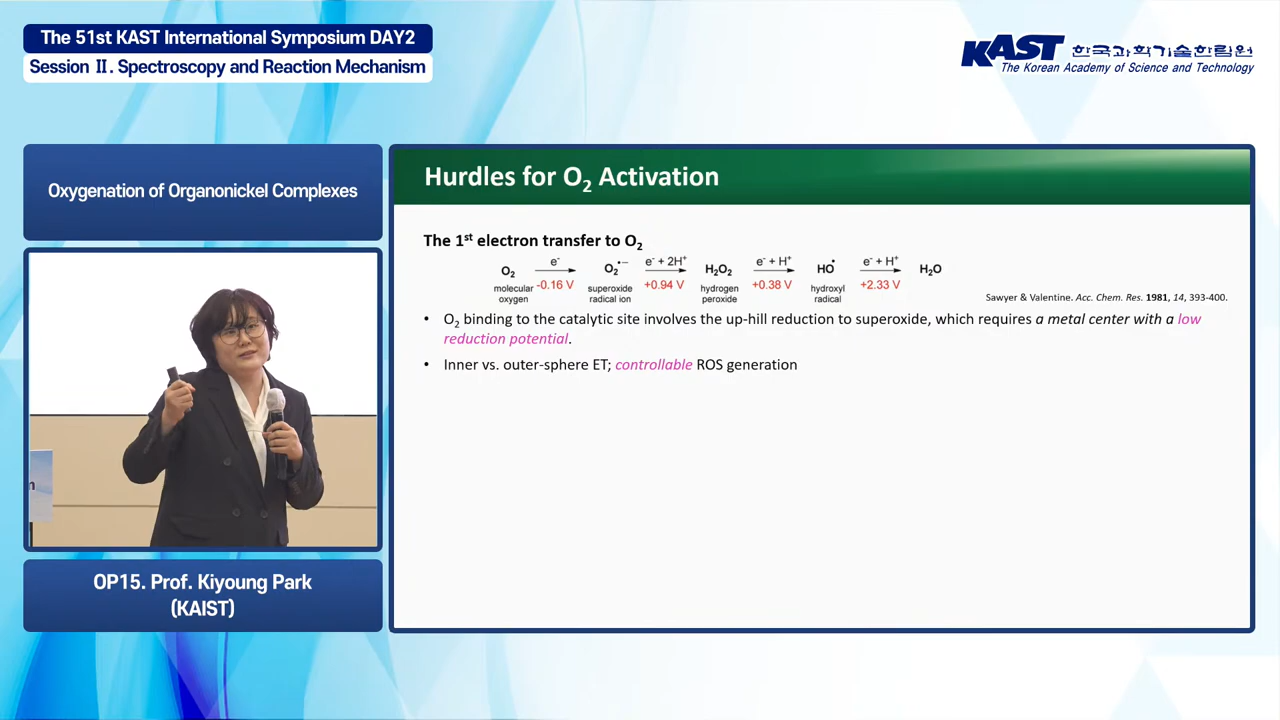 The 51st KAST International Symposium DAY2
Session Ⅱ. Spectroscopy and Reaction Mechanism
KAST 한국과학기술한림원
The Korean Academy of Science and Technology
Oxygenation of Organonickel Complexes
OP15. Prof. Kiyoung Park
(KAIST)
Hurdles for O₂ Activation
The 1st electron transfer to O₂
e⁻ e⁻ + 2H⁺ e⁻ + H⁺ e⁻ + H⁺
O₂ O₂•⁻ H₂O₂ HO• H₂O
-0.16 V +0.94 V +0.38 V +2.33 V
molecular oxygen superoxide radical ion hydrogen peroxide hydroxyl radical
Sawyer & Valentine. Acc. Chem. Res. 1981, 14, 393-400.
• O₂ binding to the catalytic site involves the up-hill reduction to superoxide, which requires a metal center with a low
reduction potential.
• Inner vs. outer-sphere ET; controllable ROS generation
n